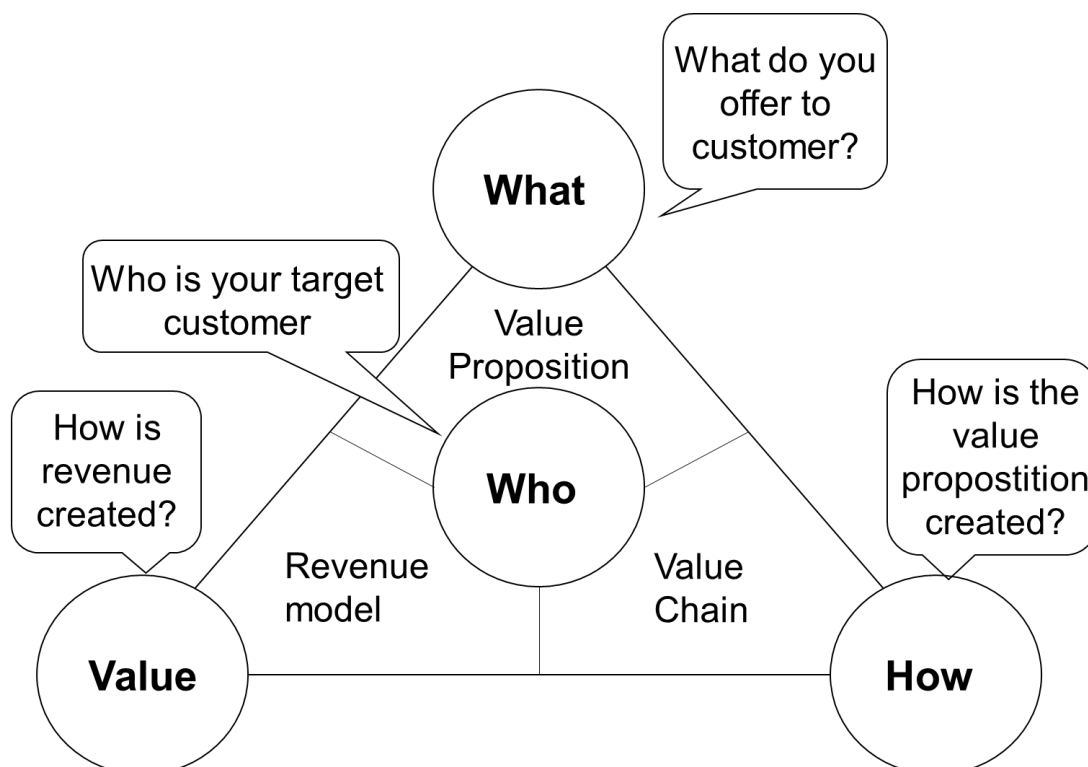 What do you
offer to
customer?
What
Who is your target
customer
Value
Proposition
How is
revenue
created?
How is the
value
propostition
created?
Who
Revenue
model
Value
Chain
Value
How